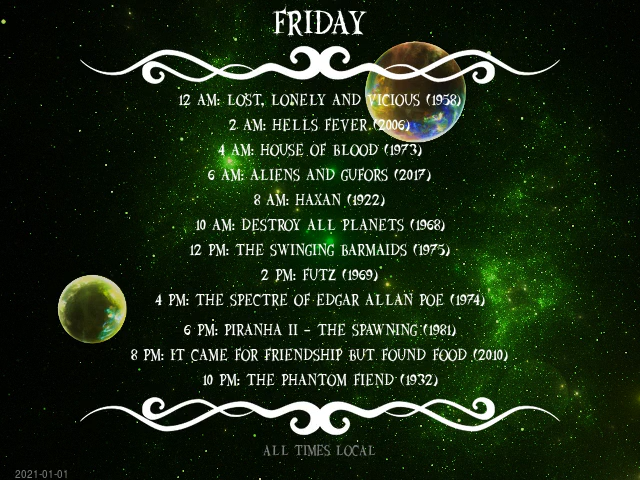 FRIDAY
12 AM: LOST, LONELY AND VICIOUS (1958)
2 AM: HELLS FEVER (2006)
4 AM: HOUSE OF BLOOD (1973)
6 AM: ALIENS AND GUFORS (2017)
8 AM: HAXAN (1922)
10 AM: DESTROY ALL PLANETS (1968)
12 PM: THE SWINGING BARMAIDS (1975)
2 PM: FUTZ (1969)
4 PM: THE SPECTRE OF EDGAR ALLAN POE (1974)
6 PM: PIRANHA II - THE SPAWNING (1981)
8 PM: IT CAME FOR FRIENDSHIP BUT FOUND FOOD (2010)
10 PM: THE PHANTOM FIEND (1932)
ALL TIMES LOCAL
2021-01-01